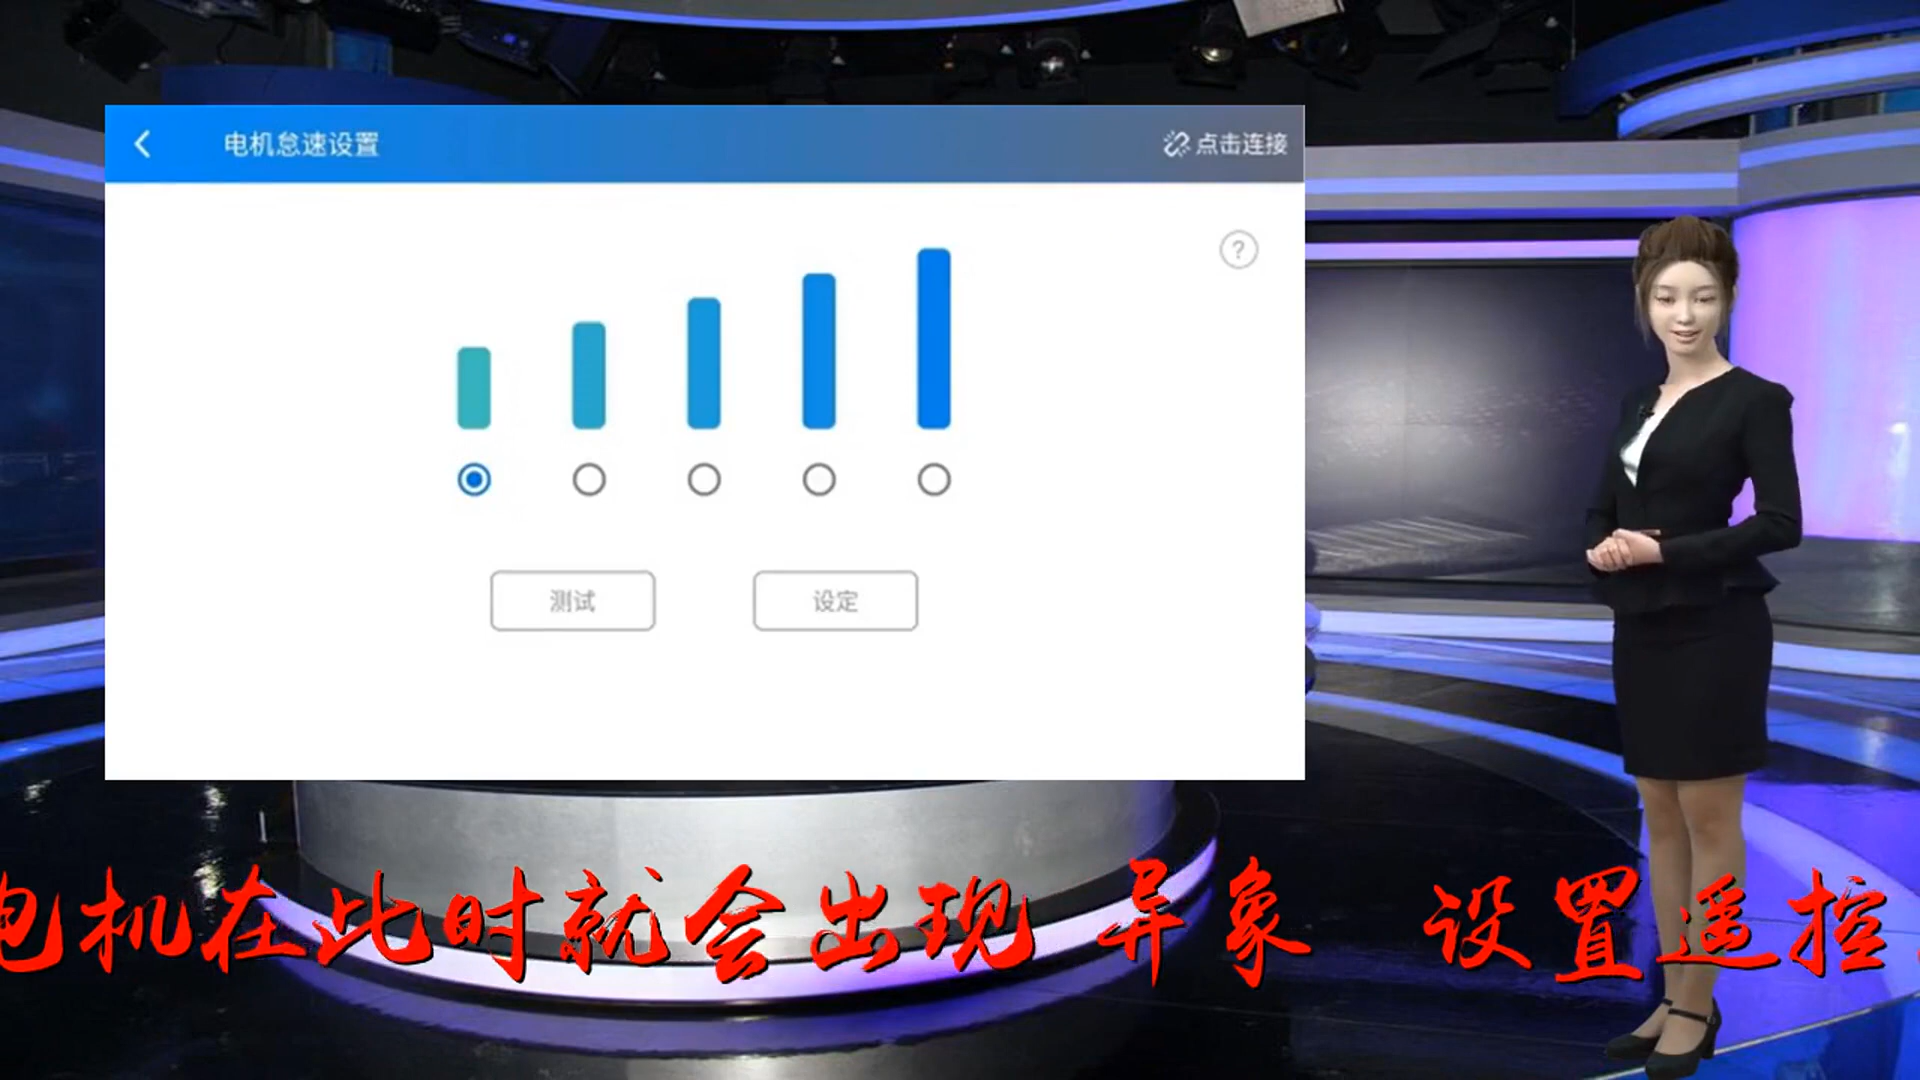 电机怠速设置
点击连接
?
测试
设定
电机在此时就会出现 异象 设置遥控